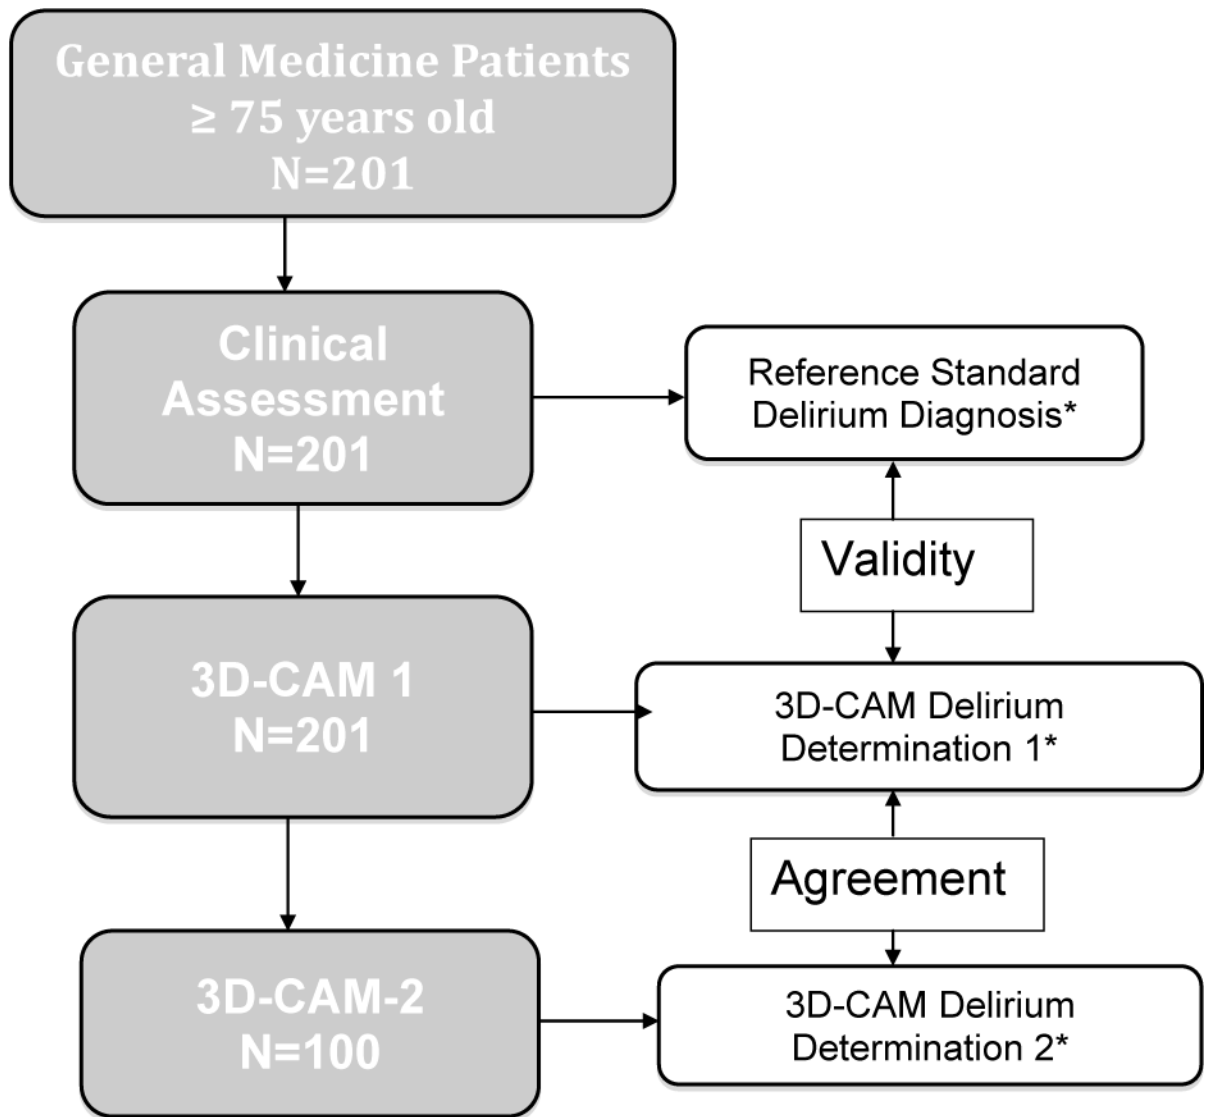 General Medicine Patients
≥ 75 years old
N=201
Clinical
Assessment
N=201
Reference Standard
Delirium Diagnosis*
Validity
3D-CAM 1
N=201
3D-CAM Delirium
Determination 1*
Agreement
3D-CAM-2
N=100
3D-CAM Delirium
Determination 2*